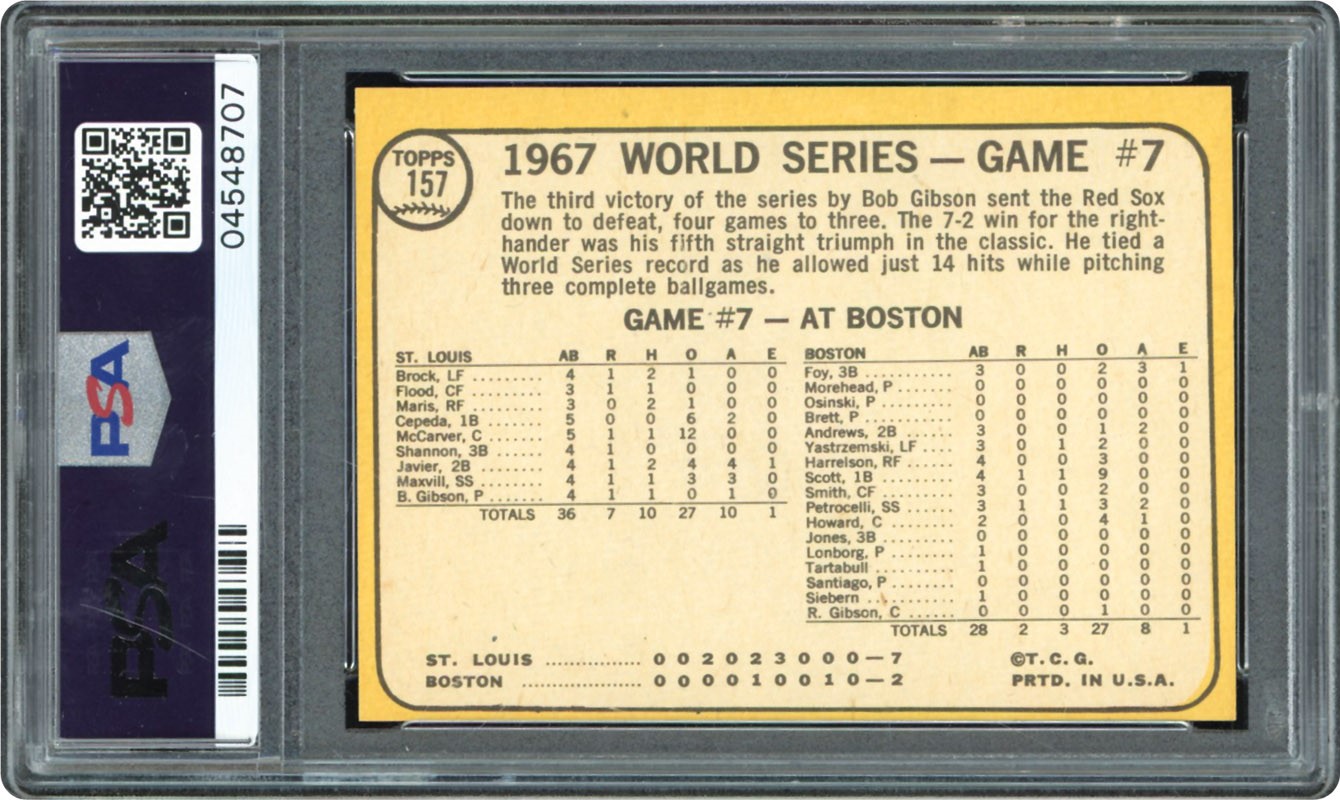 04548707
PSA
PSA
TOPPS
157
1967 WORLD SERIES — GAME #7
The third victory of the series by Bob Gibson sent the Red Sox
down to defeat, four games to three. The 7-2 win for the right-
hander was his fifth straight triumph in the classic. He tied a
World Series record as he allowed just 14 hits while pitching
three complete ballgames.
GAME #7 — AT BOSTON
ST. LOUIS AB R H O A E
Brock, LF ......... 4 1 2 1 0 0
Flood, CF ......... 3 1 1 0 0 0
Maris, RF ......... 3 0 2 1 0 0
Cepeda, 1B ....... 5 0 0 6 2 0
McCarver, C ...... 5 1 1 12 0 0
Shannon, 3B ...... 4 1 0 0 0 0
Javier, 2B ........ 4 1 2 4 4 1
Maxvill, SS ....... 4 1 1 3 3 0
B. Gibson, P ....... 4 1 1 0 1 0
TOTALS 36 7 10 27 10 1
BOSTON AB R H O A E
Foy, 3B ........... 3 0 0 2 3 1
Morehead, P ....... 0 0 0 0 0 0
Osinski, P ......... 0 0 0 0 0 0
Brett, P ........... 0 0 0 0 0 0
Andrews, 2B ...... 3 0 0 1 2 0
Yastrzemski, LF .... 3 0 1 2 0 0
Harrelson, RF ...... 4 0 0 3 0 0
Scott, 1B .......... 4 1 1 9 0 0
Smith, CF ......... 3 0 0 2 0 0
Petrocelli, SS ...... 3 1 1 3 2 0
Howard, C ......... 2 0 0 4 1 0
Jones, 3B .......... 0 0 0 0 0 0
Lonborg, P ........ 1 0 0 0 0 0
Tartabull .......... 1 0 0 0 0 0
Santiago, P ........ 0 0 0 0 0 0
Siebern ........... 1 0 0 0 0 0
R. Gibson, C ...... 0 0 0 1 0 0
TOTALS 28 2 3 27 8 1
ST. LOUIS .............. 0 0 2 0 2 3 0 0 0 — 7
BOSTON ................. 0 0 0 0 1 0 0 1 0 — 2
©T.C.G.
PRTD. IN U.S.A.